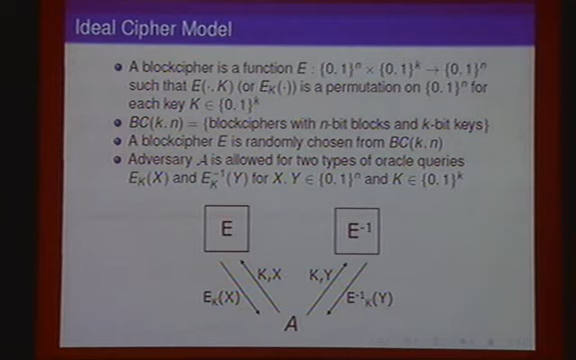 Ideal Cipher Model
A blockcipher is a function E : {0, 1}ⁿ × {0, 1}ᵏ → {0, 1}ⁿ
such that E(·, K) (or E_K(·)) is a permutation on {0, 1}ⁿ for
each key K ∈ {0, 1}ᵏ
BC(k, n) = {blockciphers with n-bit blocks and k-bit keys}
A blockcipher E is randomly chosen from BC(k, n)
Adversary A is allowed for two types of oracle queries
E_K(X) and E_K⁻¹(Y) for X, Y ∈ {0, 1}ⁿ and K ∈ {0, 1}ᵏ
E
E⁻¹
K,X
K,Y
E_K(X)
E⁻¹_K(Y)
A